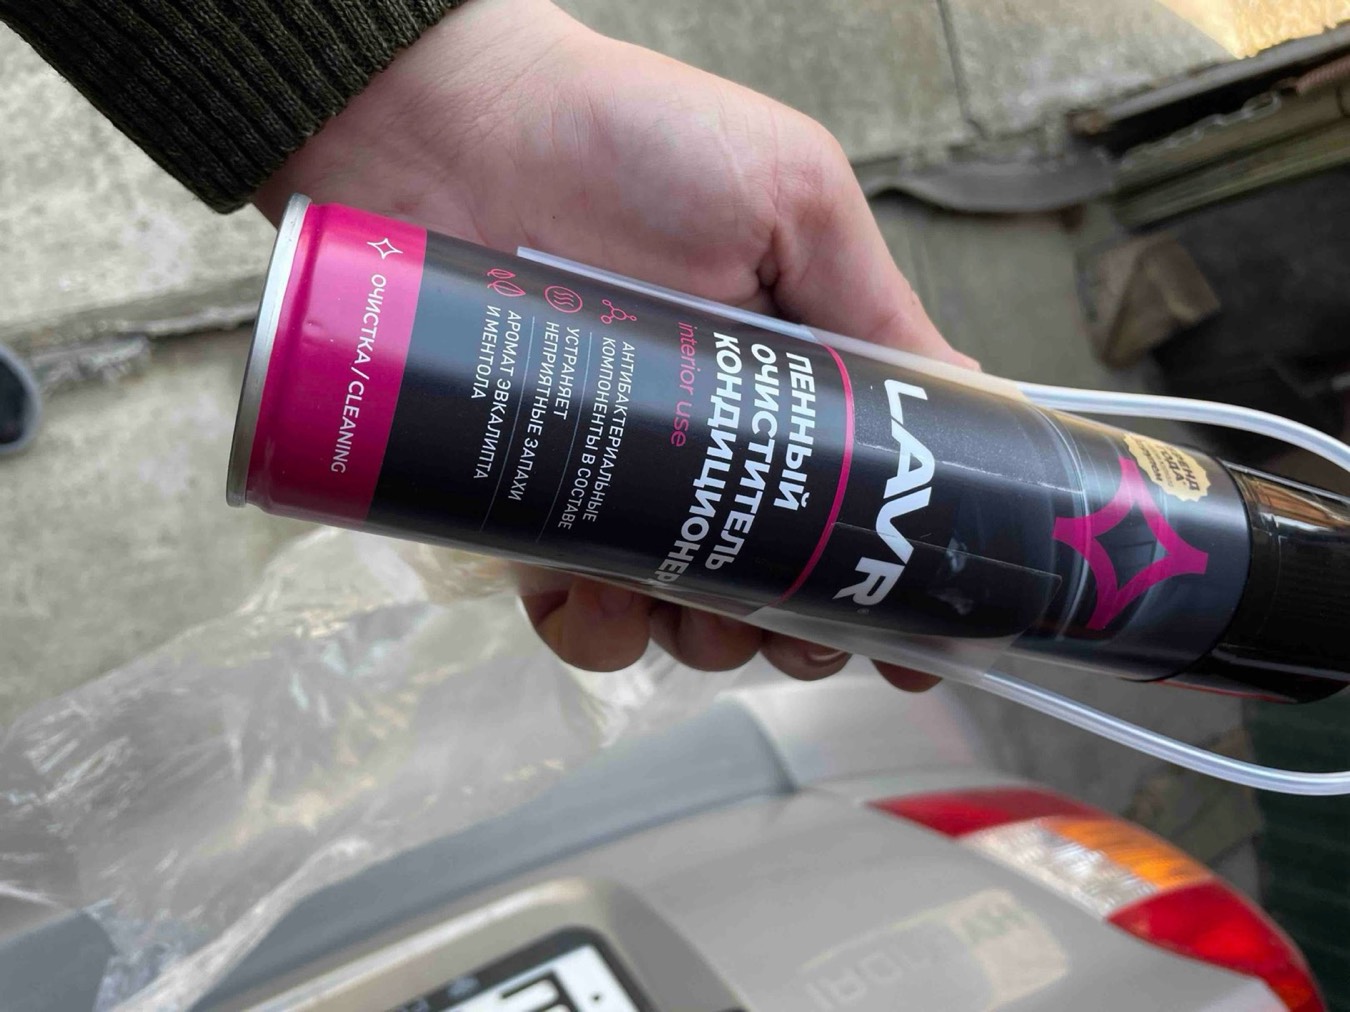 LAVR
ПЕННЫЙ
ОЧИСТИТЕЛЬ
КОНДИЦИОНЕР
interior use
АНТИБАКТЕРИАЛЬНЫЕ
КОМПОНЕНТЫ В СОСТАВЕ
УСТРАНЯЕТ
НЕПРИЯТНЫЕ ЗАПАХИ
АРОМАТ ЭВКАЛИПТА
И МЕНТОЛА
ОЧИСТКА / CLEANING